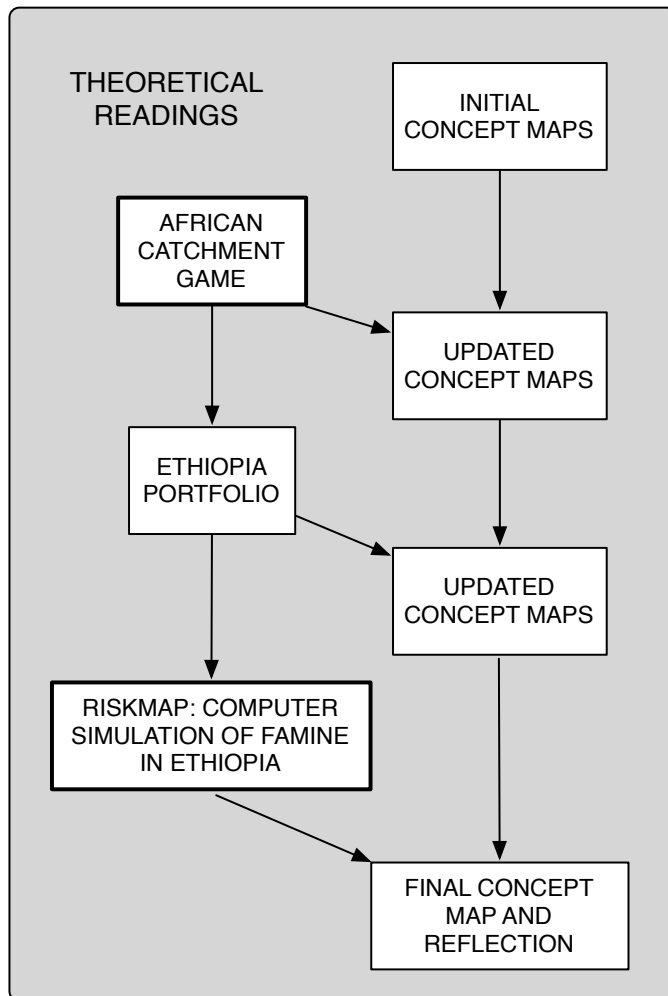 THEORETICAL
READINGS
INITIAL
CONCEPT MAPS
AFRICAN
CATCHMENT
GAME
UPDATED
CONCEPT MAPS
ETHIOPIA
PORTFOLIO
UPDATED
CONCEPT MAPS
RISKMAP: COMPUTER
SIMULATION OF FAMINE
IN ETHIOPIA
FINAL CONCEPT
MAP AND
REFLECTION